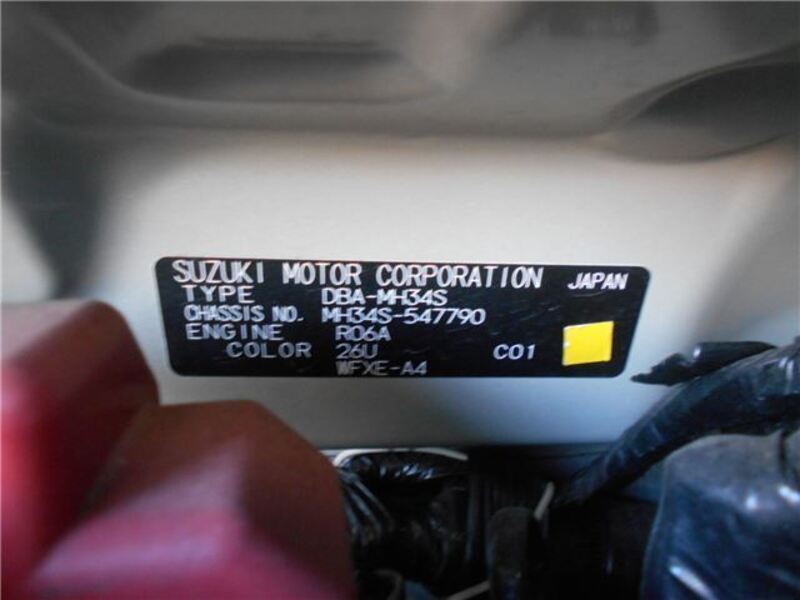 SUZUKI MOTOR CORPORATION JAPAN
TYPE DBA-MH34S
CHASSIS NO. MH34S-547790
ENGINE R06A
COLOR 26U C01
WFXE-A4